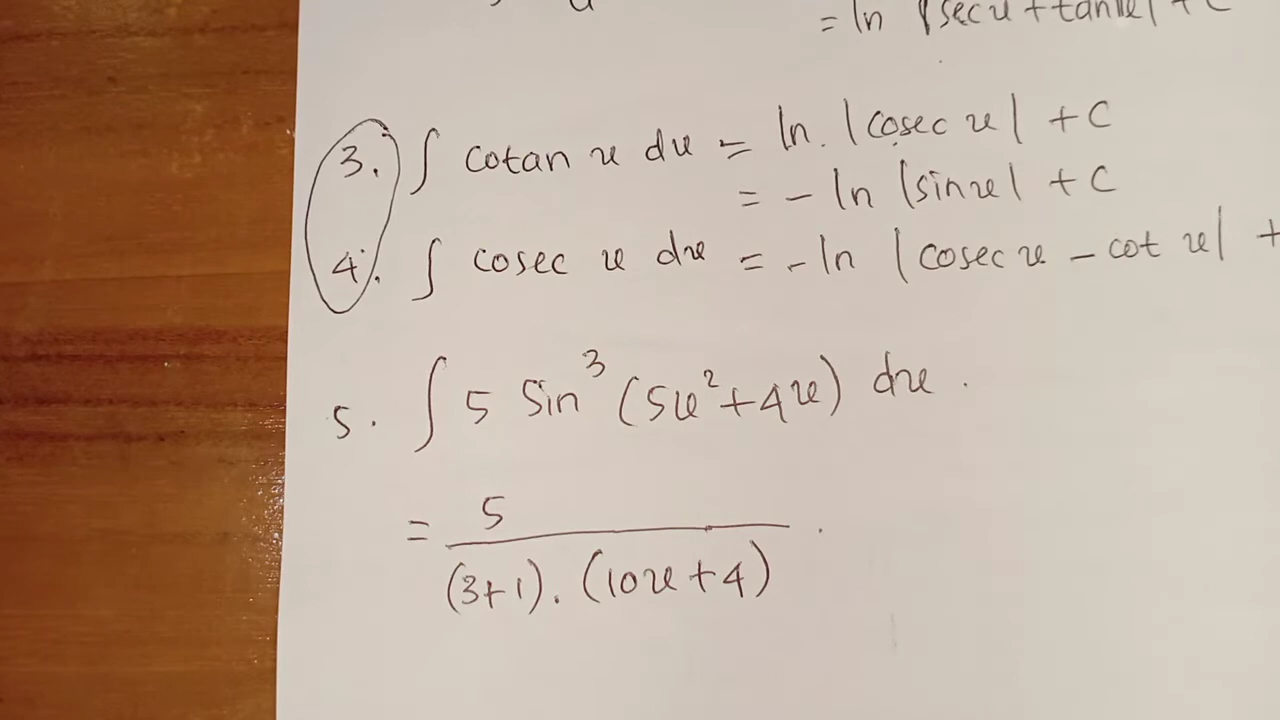 = ln |sec x + tan x| + C
3. ∫ cotan x dx = ln |cosec x| + C
= - ln |sin x| + C
4. ∫ cosec x dx = - ln |cosec x - cot x| +
5. ∫ 5 Sin³ (5x² + 4x) dx.
= 5 / (3+1) . (10x + 4) .